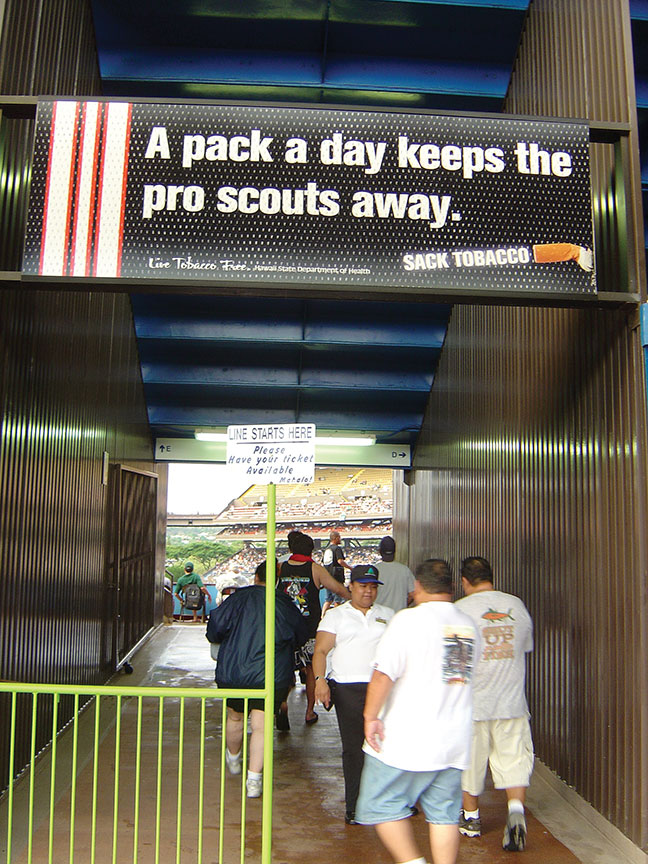 A pack a day keeps the
pro scouts away.
Live Tobacco Free. Hawaii State Department of Health
SACK TOBACCO
LINE STARTS HERE
Please
Have your ticket
Available
Mahalo!
↑E
D→